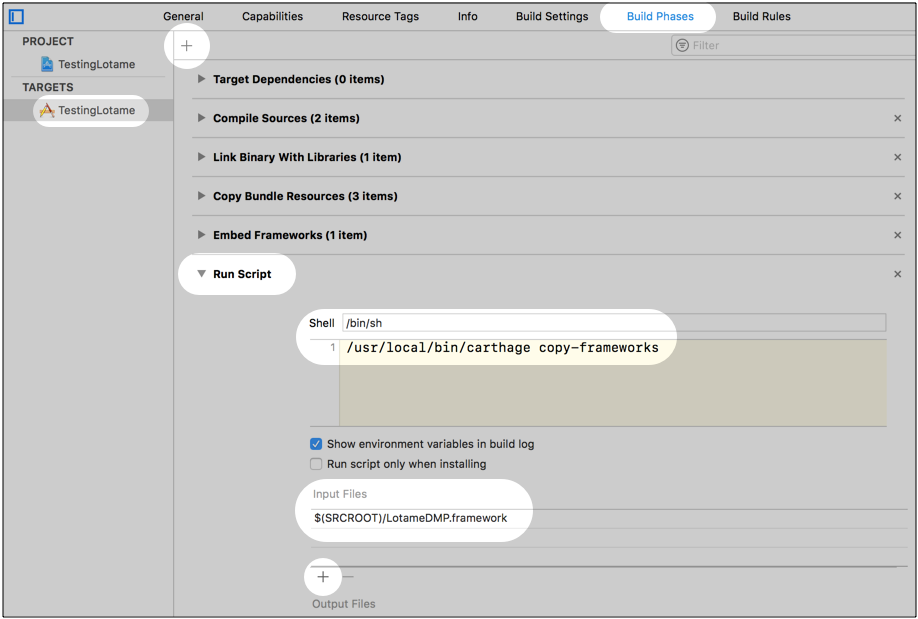 General Capabilities Resource Tags Info Build Settings Build Phases Build Rules
PROJECT
TestingLotame
TARGETS
TestingLotame
+
Filter
Target Dependencies (0 items)
Compile Sources (2 items) ×
Link Binary With Libraries (1 item) ×
Copy Bundle Resources (3 items) ×
Embed Frameworks (1 item) ×
Run Script ×
Shell /bin/sh
1 /usr/local/bin/carthage copy-frameworks
Show environment variables in build log
Run script only when installing
Input Files
$(SRCROOT)/LotameDMP.framework
+ —
Output Files